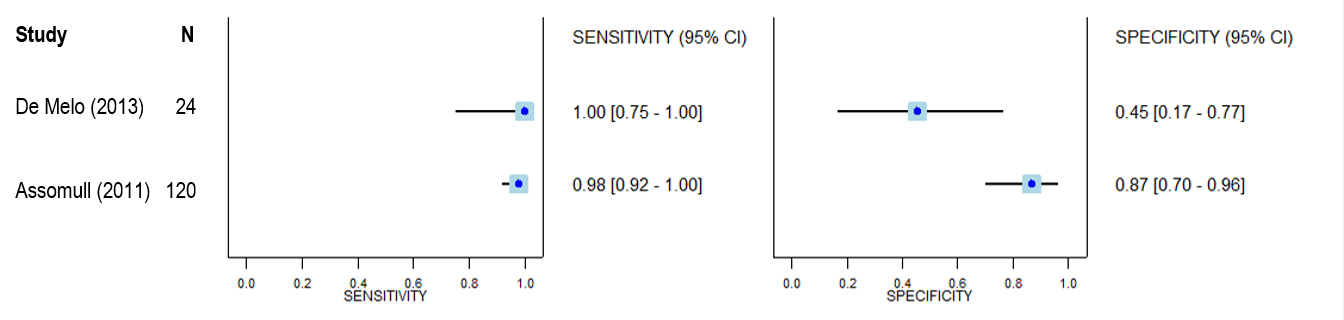 Study N SENSITIVITY (95% CI) SPECIFICITY (95% CI)
De Melo (2013) 24 1.00 [0.75 - 1.00] 0.45 [0.17 - 0.77]
Assomull (2011) 120 0.98 [0.92 - 1.00] 0.87 [0.70 - 0.96]
0.0 0.2 0.4 0.6 0.8 1.0 0.0 0.2 0.4 0.6 0.8 1.0
SENSITIVITY SPECIFICITY